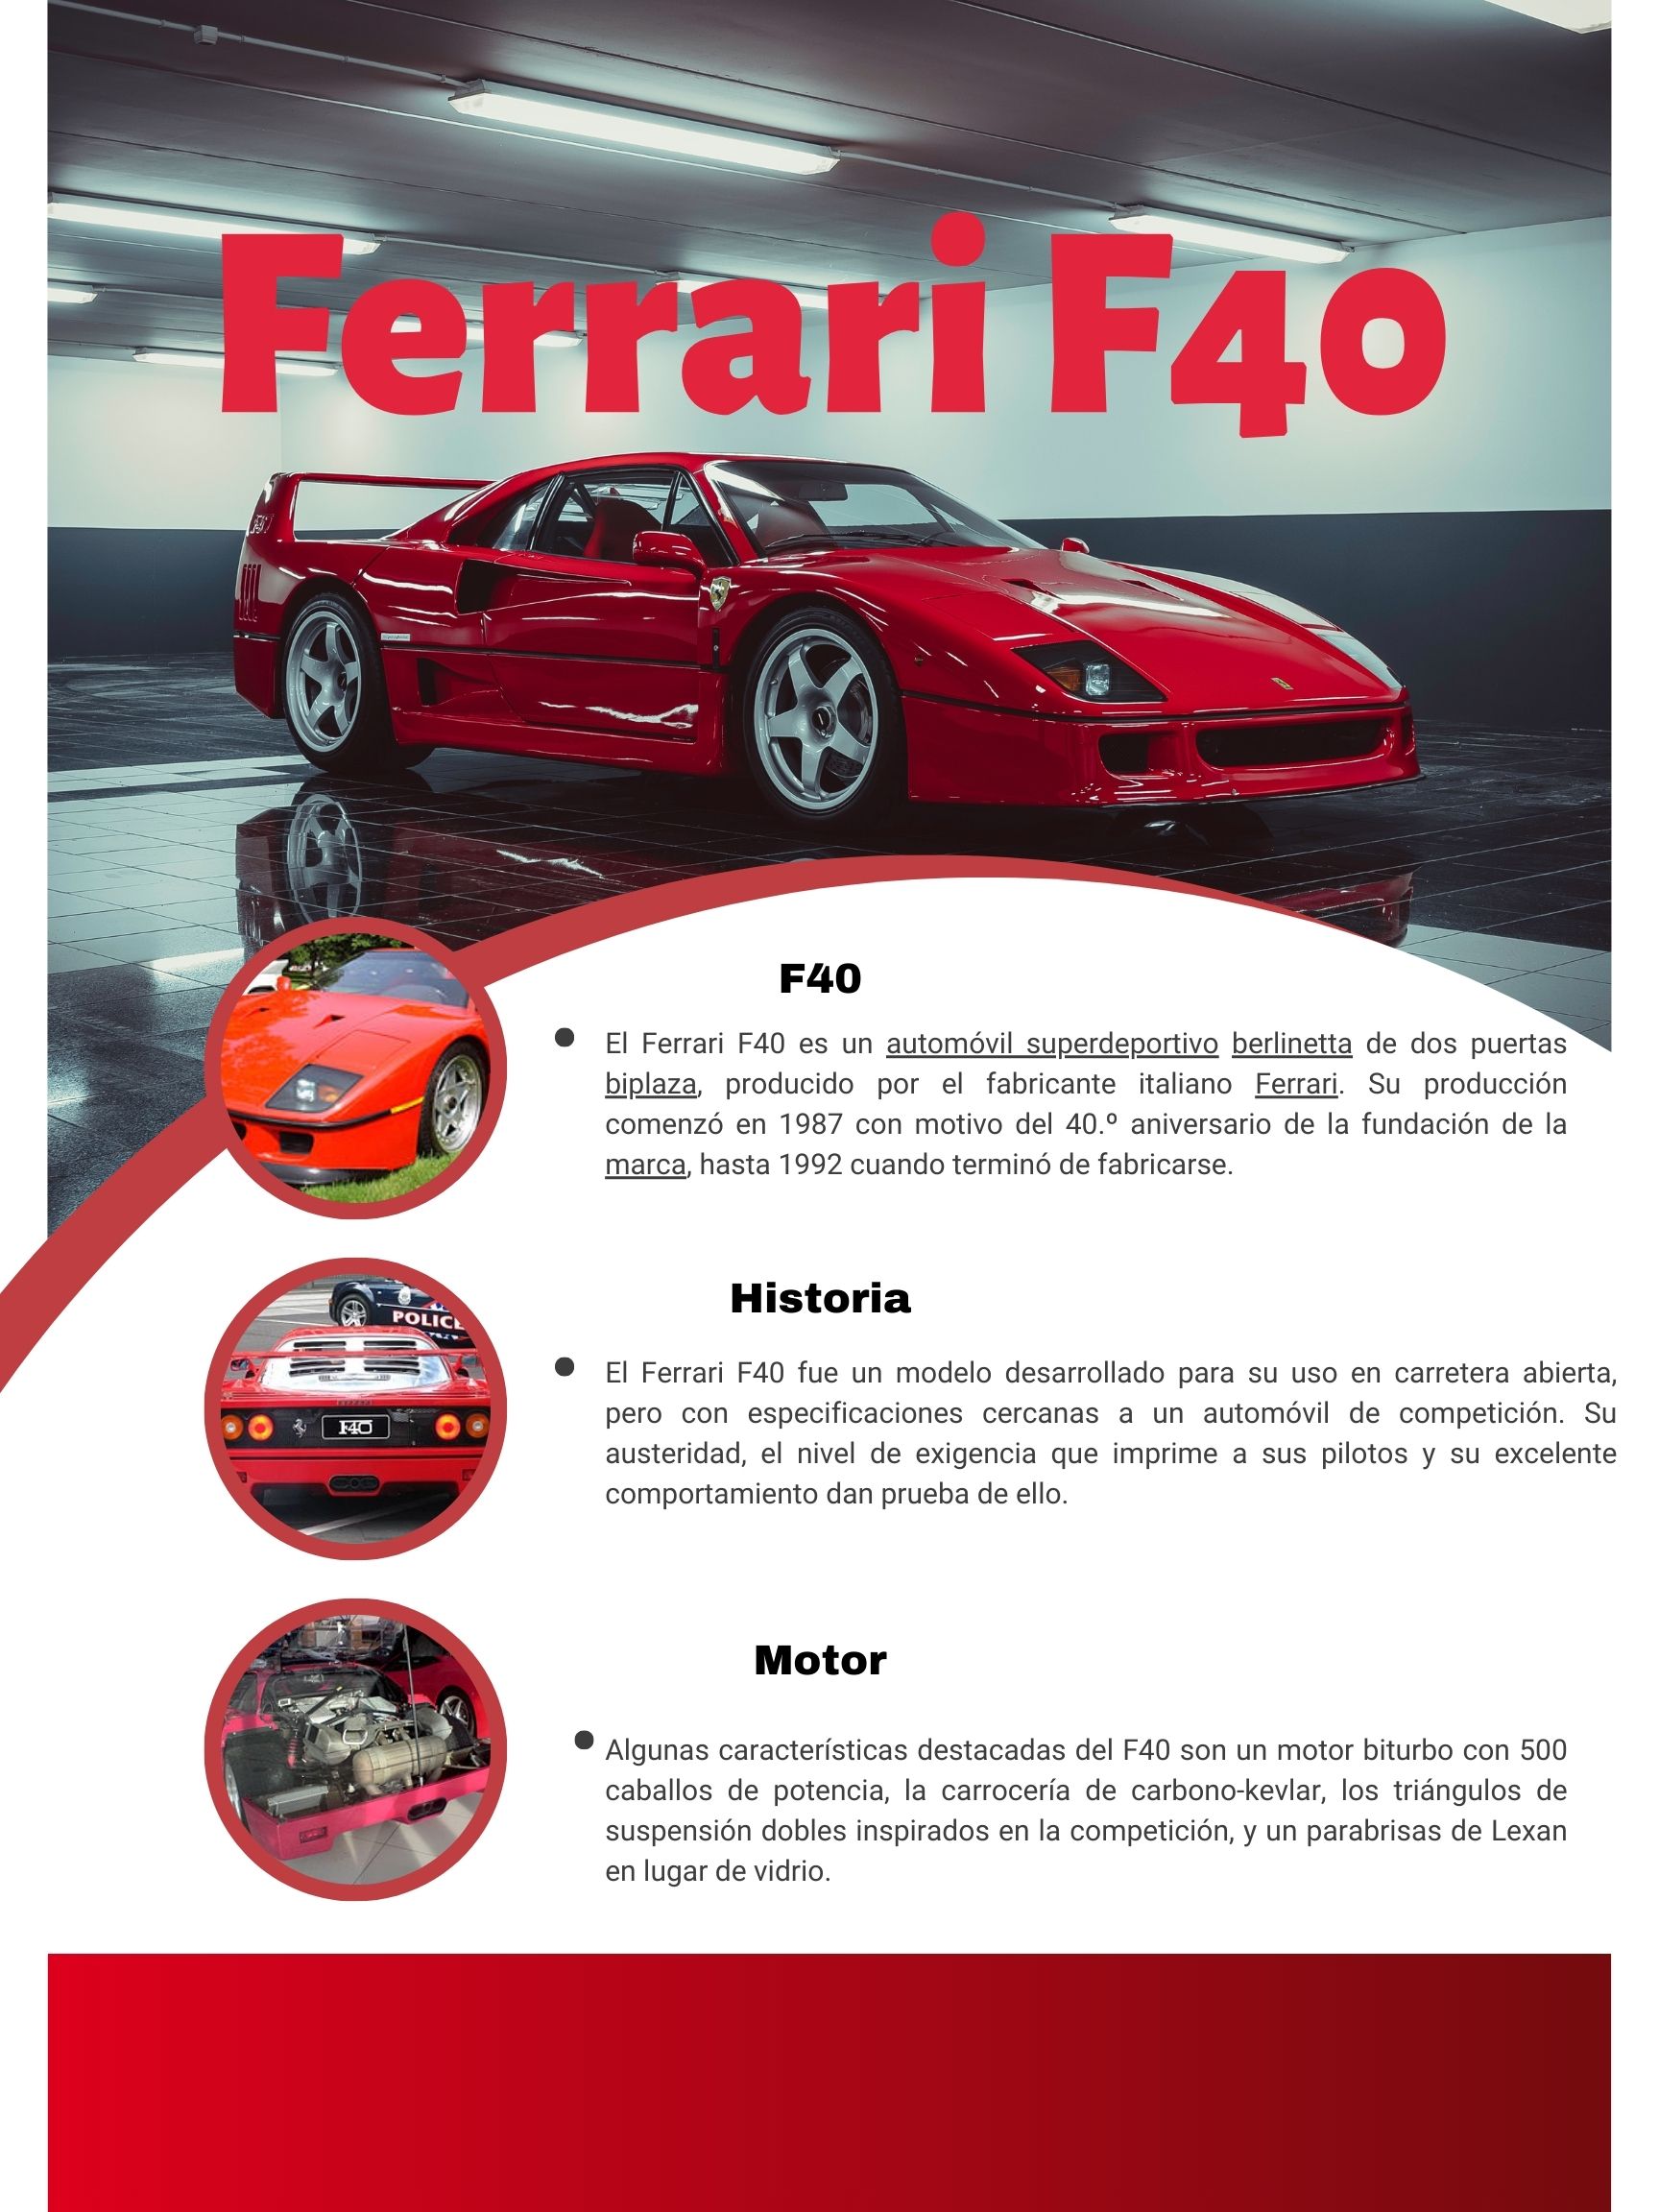 Ferrari F40
F40
El Ferrari F40 es un automóvil superdeportivo berlinetta de dos puertas
biplaza, producido por el fabricante italiano Ferrari. Su producción
comenzó en 1987 con motivo del 40.º aniversario de la fundación de la
marca, hasta 1992 cuando terminó de fabricarse.
POLICE
F40
Historia
El Ferrari F40 fue un modelo desarrollado para su uso en carretera abierta,
pero con especificaciones cercanas a un automóvil de competición. Su
austeridad, el nivel de exigencia que imprime a sus pilotos y su excelente
comportamiento dan prueba de ello.
Motor
Algunas características destacadas del F40 son un motor biturbo con 500
caballos de potencia, la carrocería de carbono-kevlar, los triángulos de
suspensión dobles inspirados en la competición, y un parabrisas de Lexan
en lugar de vidrio.